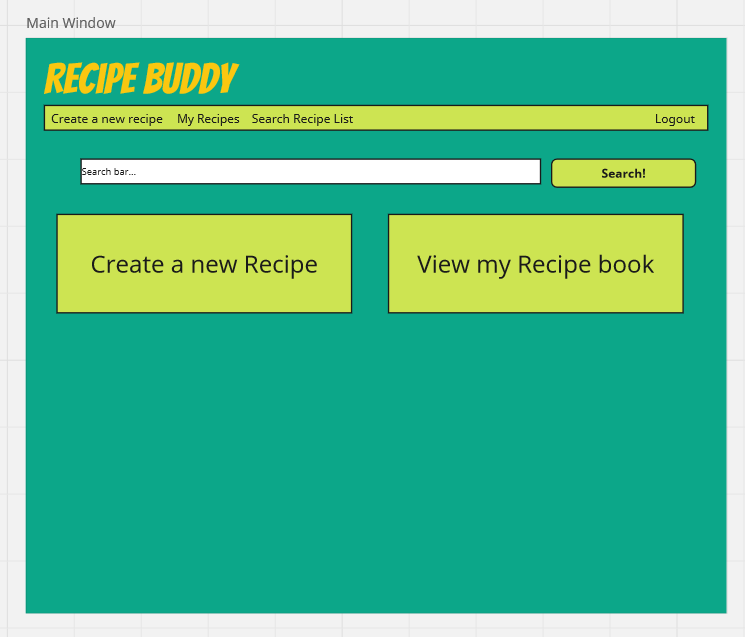 Main Window
RECIPE BUDDY
Create a new recipe My Recipes Search Recipe List Logout
Search bar... Search!
Create a new Recipe View my Recipe book